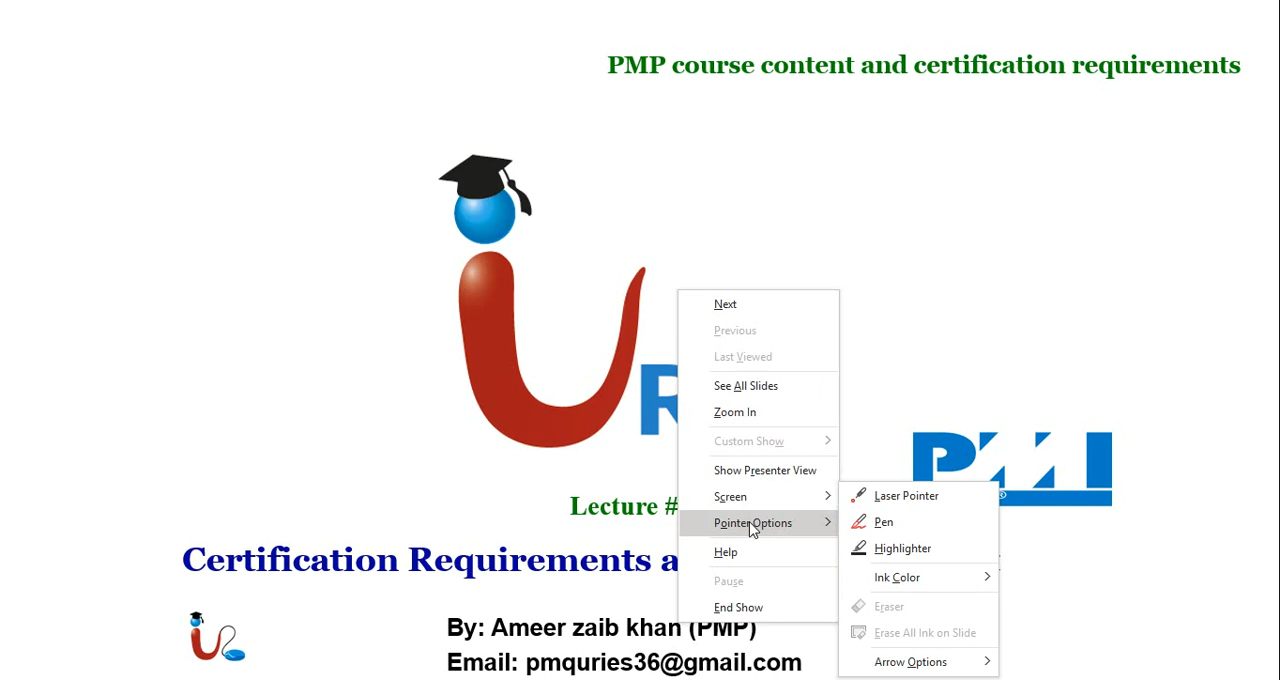 PMP course content and certification requirements
R
Next
Previous
Last Viewed
See All Slides
Zoom In
Custom Show
Show Presenter View
Screen
Pointer Options
Help
Pause
End Show
Laser Pointer
Pen
Highlighter
Ink Color
Eraser
Erase All Ink on Slide
Arrow Options
PMI
®
Lecture #
Certification Requirements a
By: Ameer zaib khan (PMP)
Email: pmquries36@gmail.com